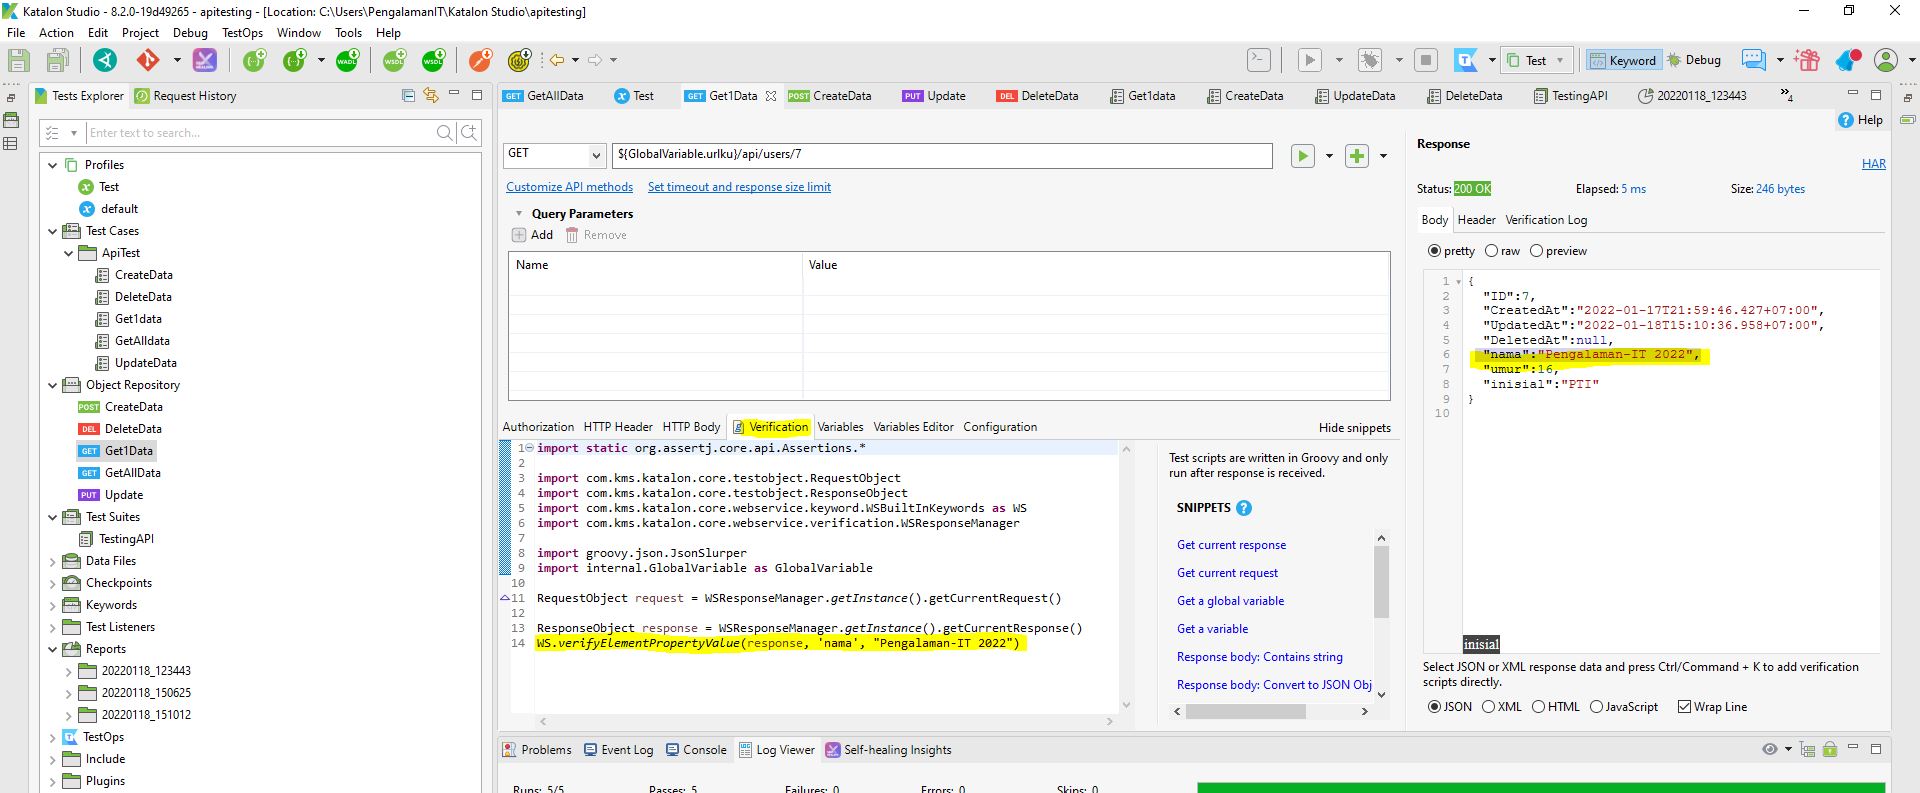 Katalon Studio - 8.2.0-19d49265 - apitesting - [Location: C:\Users\PengalamanIT\Katalon Studio\apitesting]
File Action Edit Project Debug TestOps Window Tools Help
WADL WSDL WSDL Test Keyword Debug
Tests Explorer Request History
Enter text to search...
Profiles
Test
default
Test Cases
ApiTest
CreateData
DeleteData
Get1data
GetAlldata
UpdateData
Object Repository
POST CreateData
DEL DeleteData
GET Get1Data
GET GetAllData
PUT Update
Test Suites
TestingAPI
Data Files
Checkpoints
Keywords
Test Listeners
Reports
20220118_123443
20220118_150625
20220118_151012
TestOps
Include
Plugins
GET GetAllData Test GET Get1Data POST CreateData PUT Update DEL DeleteData Get1data CreateData UpdateData DeleteData TestingAPI 20220118_123443 »4
Help
GET ${GlobalVariable.urlku}/api/users/7
Customize API methods Set timeout and response size limit
Query Parameters
Add Remove
Name Value
Authorization HTTP Header HTTP Body Verification Variables Variables Editor Configuration Hide snippets
1 import static org.assertj.core.api.Assertions.*
2
3 import com.kms.katalon.core.testobject.RequestObject
4 import com.kms.katalon.core.testobject.ResponseObject
5 import com.kms.katalon.core.webservice.keyword.WSBuiltInKeywords as WS
6 import com.kms.katalon.core.webservice.verification.WSResponseManager
7
8 import groovy.json.JsonSlurper
9 import internal.GlobalVariable as GlobalVariable
10
11 RequestObject request = WSResponseManager.getInstance().getCurrentRequest()
12
13 ResponseObject response = WSResponseManager.getInstance().getCurrentResponse()
14 WS.verifyElementPropertyValue(response, 'nama', "Pengalaman-IT 2022")
Test scripts are written in Groovy and only
run after response is received.
SNIPPETS
Get current response
Get current request
Get a global variable
Get a variable
Response body: Contains string
Response body: Convert to JSON Obj
Response
HAR
Status: 200 OK Elapsed: 5 ms Size: 246 bytes
Body Header Verification Log
pretty raw preview
1 {
2 "ID":7,
3 "CreatedAt":"2022-01-17T21:59:46.427+07:00",
4 "UpdatedAt":"2022-01-18T15:10:36.958+07:00",
5 "DeletedAt":null,
6 "nama":"Pengalaman-IT 2022",
7 "umur":16,
8 "inisial":"PTI"
9 }
10
inisial
Select JSON or XML response data and press Ctrl/Command + K to add verification
scripts directly.
JSON XML HTML JavaScript Wrap Line
Problems Event Log Console Log Viewer Self-healing Insights
Runs: 5/5 Passes: 5 Failures: 0 Errors: 0 Skips: 0